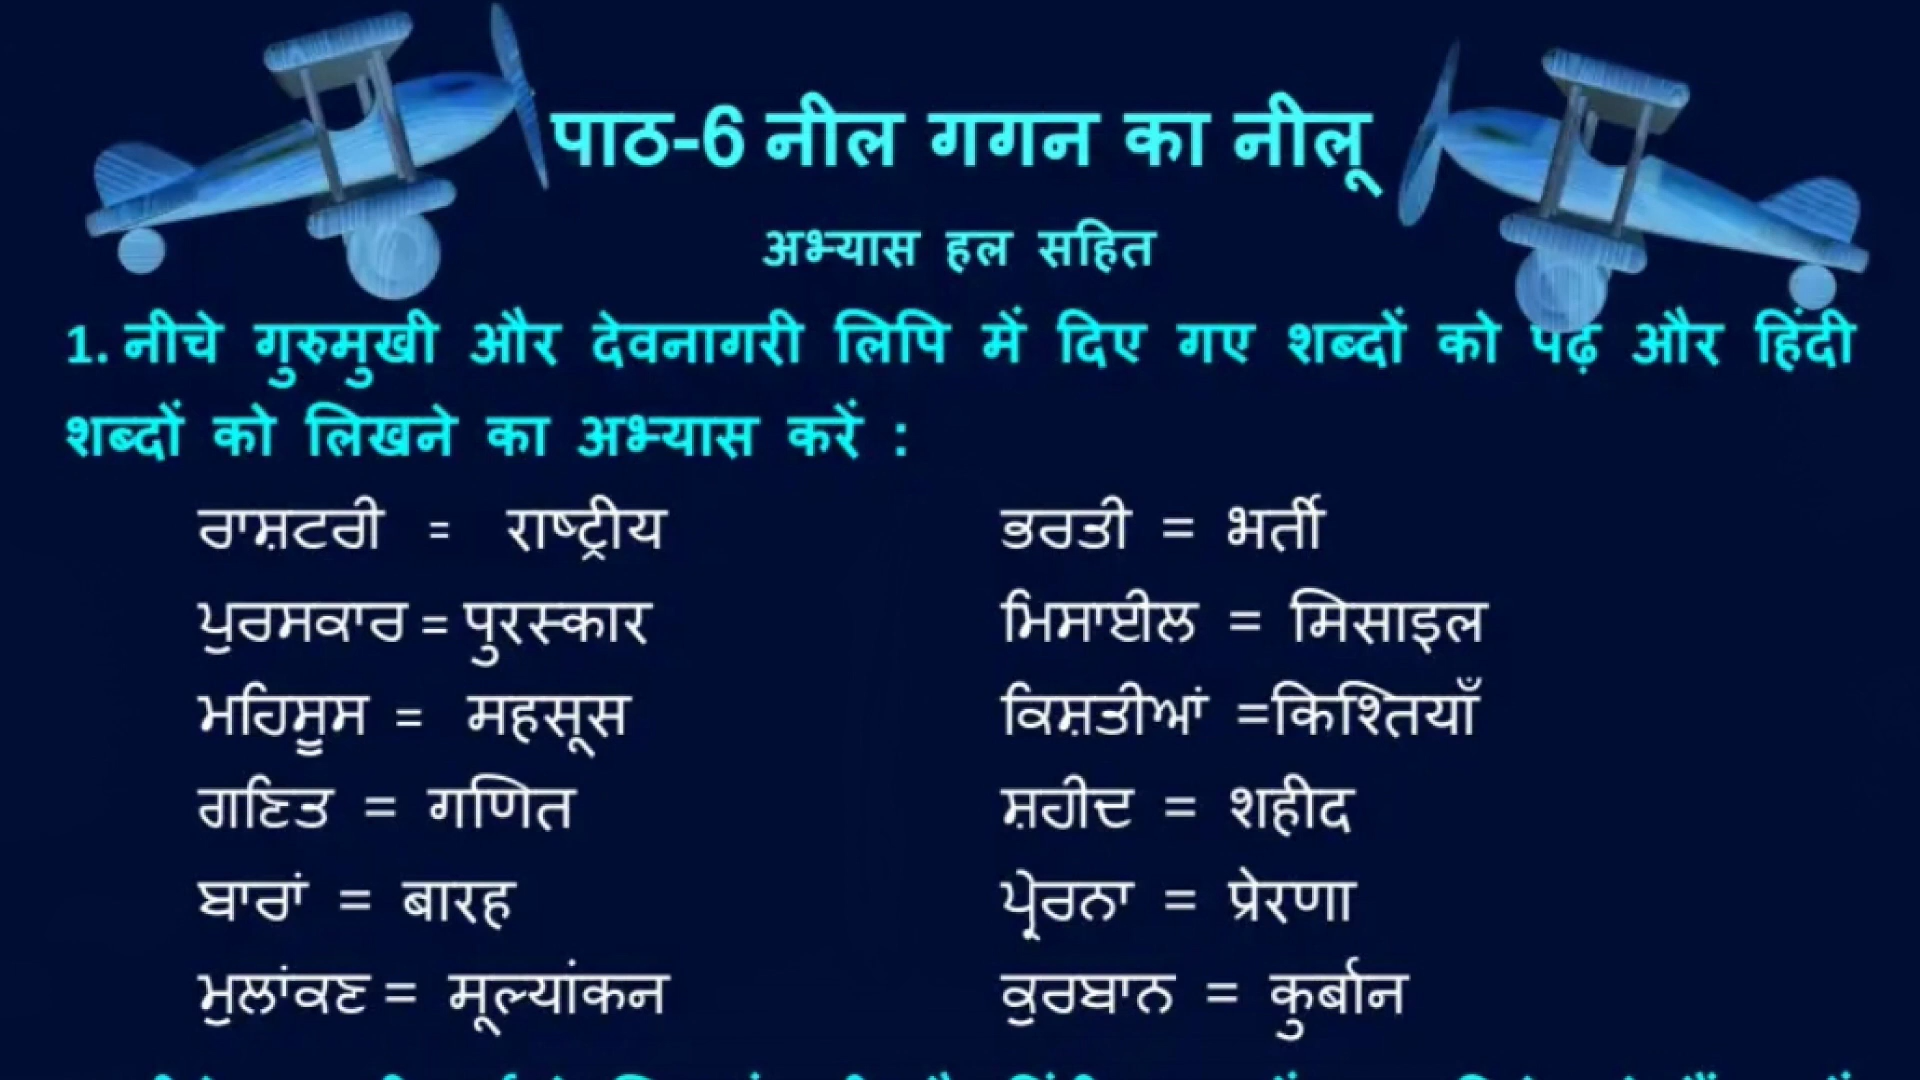 पाठ-6 नील गगन का नीलू
अभ्यास हल सहित
1. नीचे गुरुमुखी और देवनागरी लिपि में दिए गए शब्दों को पढ़ और हिंदी
शब्दों को लिखने का अभ्यास करें :
ਰਾਸ਼ਟਰੀ = राष्ट्रीय ਭਰਤੀ = भर्ती
ਪੁਰਸਕਾਰ = पुरस्कार ਮਿਸਾਈਲ = मिसाइल
ਮਹਿਸੂਸ = महसूस ਕਿਸ਼ਤੀਆਂ =किश्तियाँ
ਗਣਿਤ = गणित ਸ਼ਹੀਦ = शहीद
ਬਾਰਾਂ = बारह ਪ੍ਰੇਰਨਾ = प्रेरणा
ਮੁਲਾਂਕਣ = मूल्यांकन ਕੁਰਬਾਨ = कुर्बान